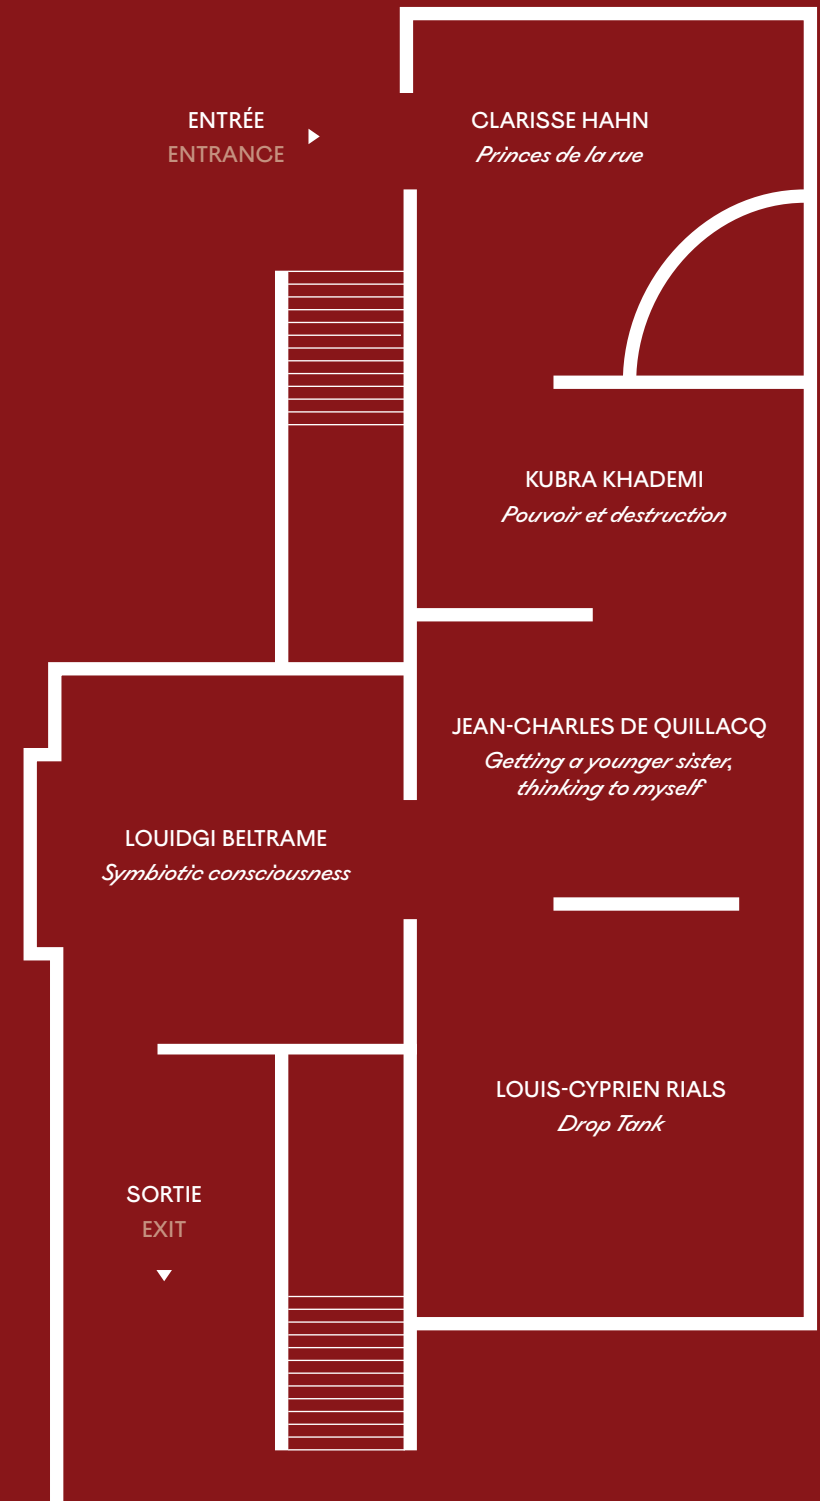 ENTRÉE
ENTRANCE
CLARISSE HAHN
Princes de la rue
KUBRA KHADEMI
Pouvoir et destruction
JEAN-CHARLES DE QUILLACQ
Getting a younger sister,
thinking to myself
LOUIDGI BELTRAME
Symbiotic consciousness
LOUIS-CYPRIEN RIALS
Drop Tank
SORTIE
EXIT